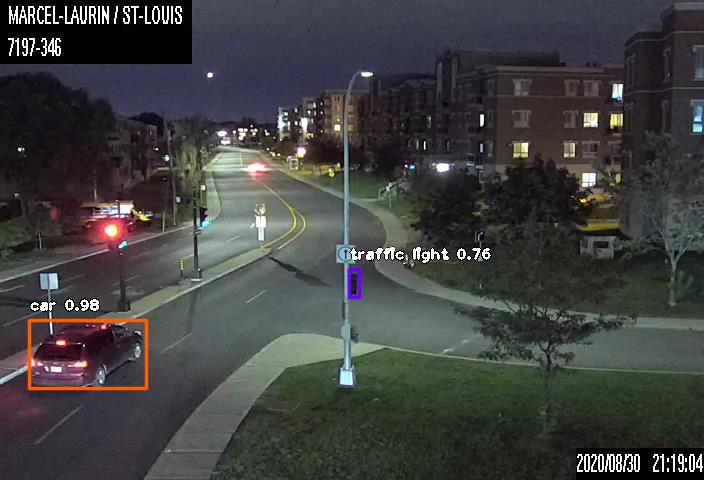 MARCEL-LAURIN / ST-LOUIS
7197-346
traffic light 0.76
car 0.98
2020/08/30 21:19:04